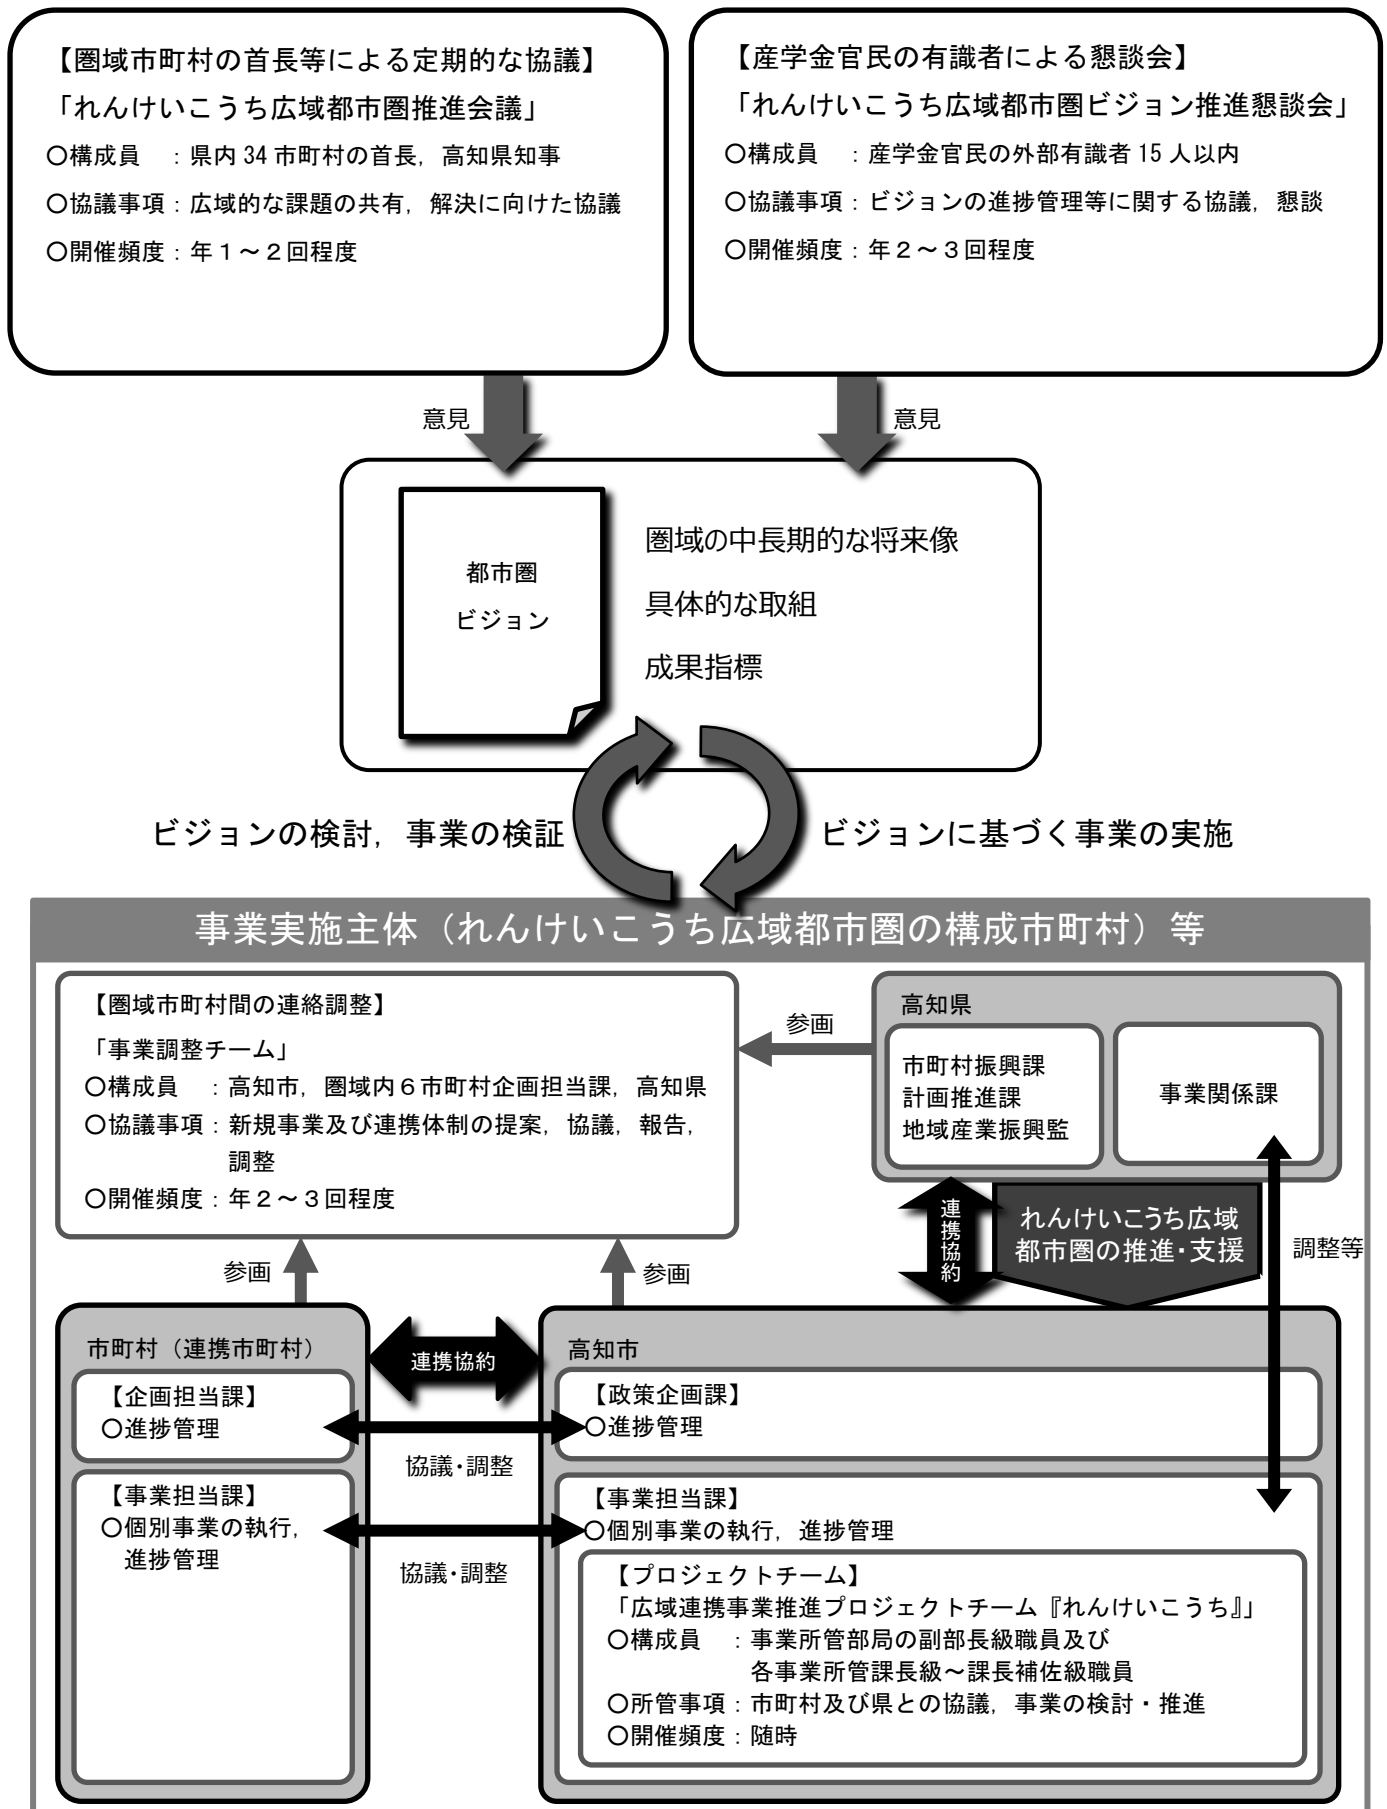 【圏域市町村の首長等による定期的な協議】
「れんけいこうち広域都市圏推進会議」
○構成員　：県内34市町村の首長，高知県知事
○協議事項：広域的な課題の共有，解決に向けた協議
○開催頻度：年１～２回程度
【産学金官民の有識者による懇談会】
「れんけいこうち広域都市圏ビジョン推進懇談会」
○構成員　：産学金官民の外部有識者15人以内
○協議事項：ビジョンの進捗管理等に関する協議，懇談
○開催頻度：年２～３回程度
意見
意見
都市圏
ビジョン
圏域の中長期的な将来像
具体的な取組
成果指標
ビジョンの検討，事業の検証
ビジョンに基づく事業の実施
事業実施主体（れんけいこうち広域都市圏の構成市町村）等
【圏域市町村間の連絡調整】
「事業調整チーム」
○構成員　：高知市，圏域内６市町村企画担当課，高知県
○協議事項：新規事業及び連携体制の提案，協議，報告，
調整
○開催頻度：年２～３回程度
参画
高知県
市町村振興課
計画推進課
地域産業振興監
事業関係課
連携協約
れんけいこうち広域
都市圏の推進・支援
調整等
参画
参画
市町村（連携市町村）
【企画担当課】
○進捗管理
【事業担当課】
○個別事業の執行，
進捗管理
連携協約
協議・調整
協議・調整
高知市
【政策企画課】
○進捗管理
【事業担当課】
○個別事業の執行，進捗管理
【プロジェクトチーム】
「広域連携事業推進プロジェクトチーム『れんけいこうち』」
○構成員　：事業所管部局の副部長級職員及び
各事業所管課長級～課長補佐級職員
○所管事項：市町村及び県との協議，事業の検討・推進
○開催頻度：随時